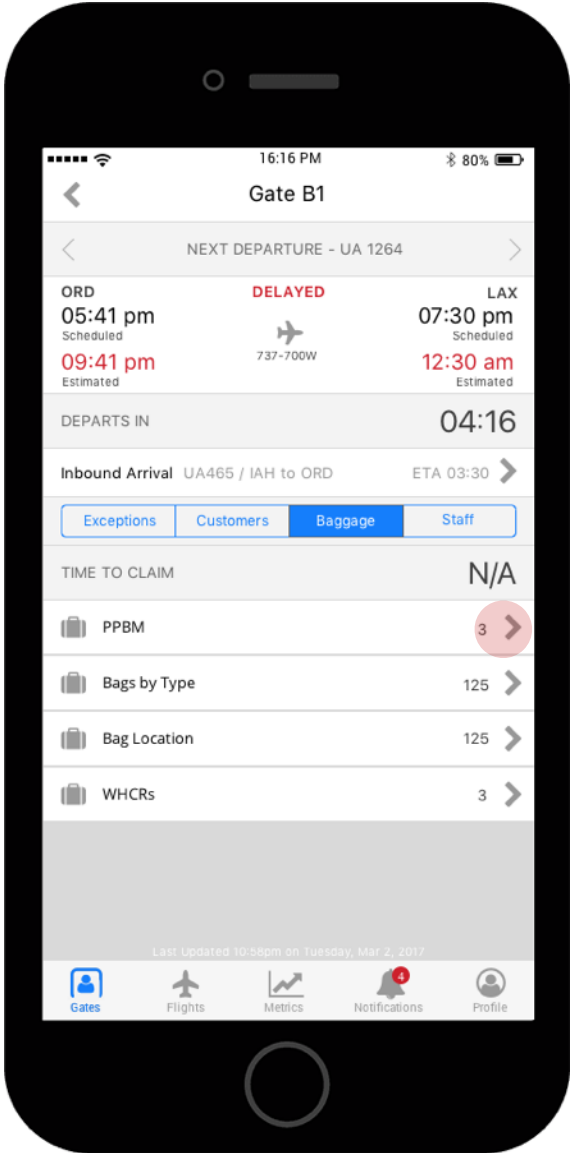 16:16 PM
80%
Gate B1
NEXT DEPARTURE - UA 1264
ORD
DELAYED
LAX
05:41 pm
07:30 pm
Scheduled
Scheduled
737-700W
09:41 pm
12:30 am
Estimated
Estimated
DEPARTS IN
04:16
Inbound Arrival UA465 / IAH to ORD ETA 03:30
Exceptions Customers Baggage Staff
TIME TO CLAIM
N/A
PPBM 3
Bags by Type 125
Bag Location 125
WHCRs 3
Last Updated 10:58pm on Tuesday, Mar 2, 2017
4
Gates Flights Metrics Notifications Profile